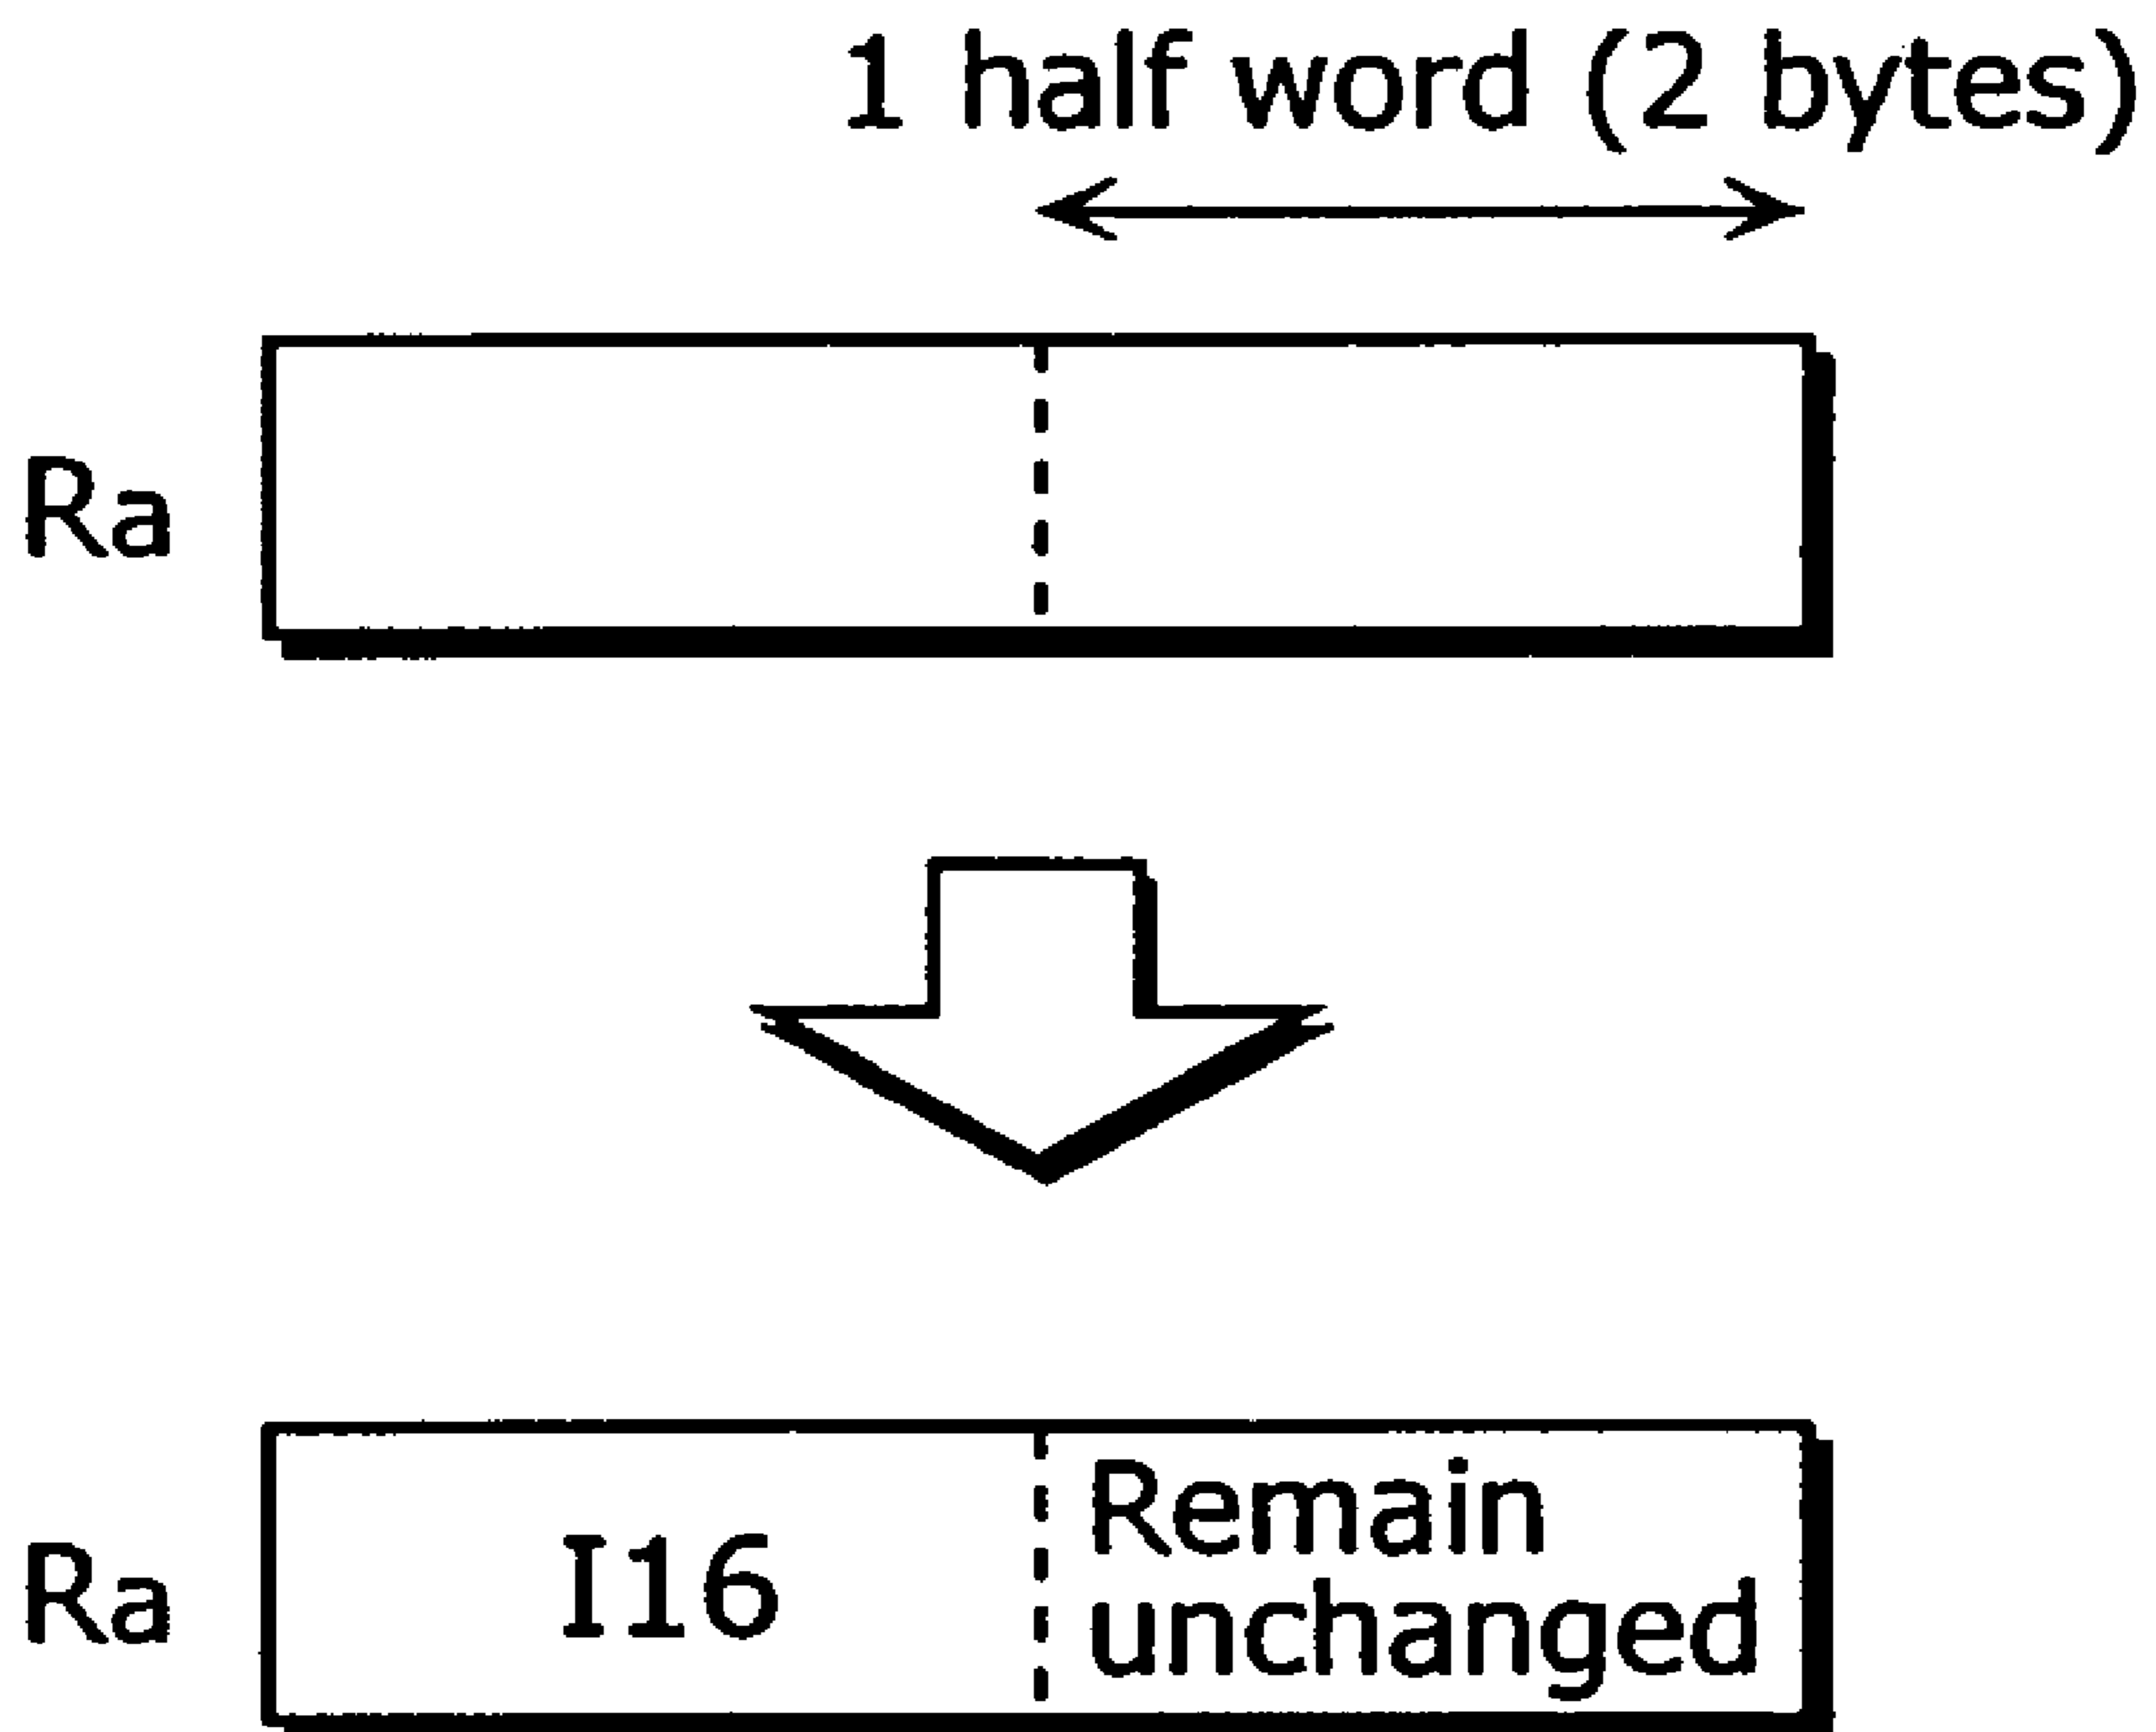 1 half word (2 bytes)
Ra
Ra
I16
Remain
unchanged